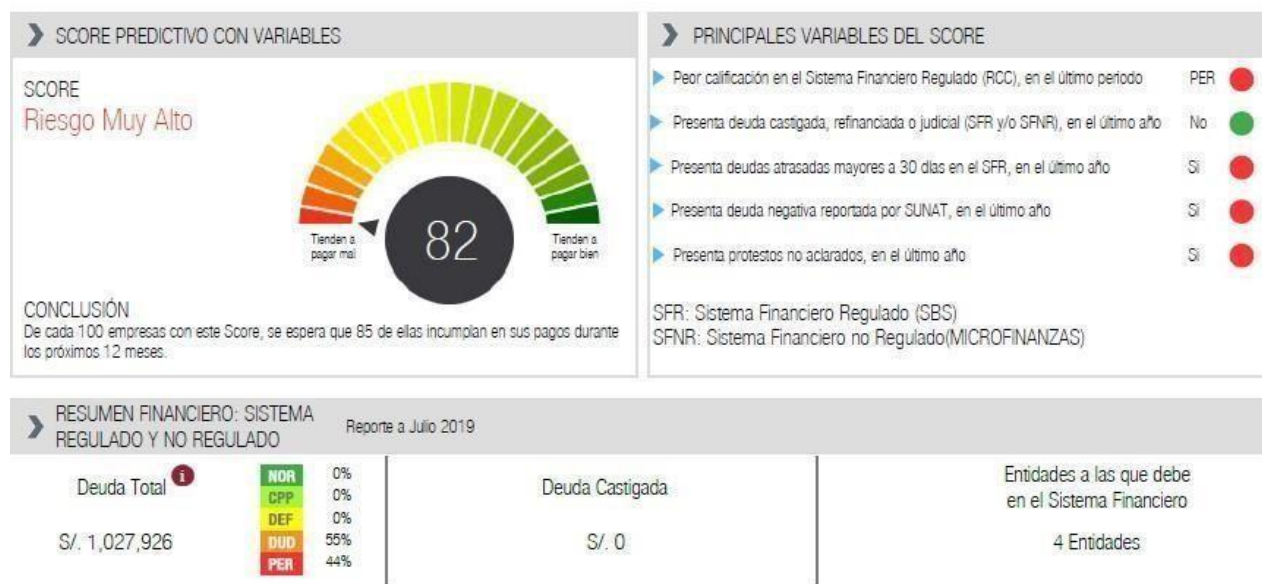 SCORE PREDICTIVO CON VARIABLES
SCORE
Riesgo Muy Alto
82
Tienden a
pagar mal
Tienden a
pagar bien
CONCLUSIÓN
De cada 100 empresas con este Score, se espera que 85 de ellas incumplan en sus pagos durante
los próximos 12 meses.
PRINCIPALES VARIABLES DEL SCORE
Peor calificación en el Sistema Financiero Regulado (RCC), en el último periodo PER
Presenta deuda castigada, refinanciada o judicial (SFR y/o SFNR), en el último año No
Presenta deudas atrasadas mayores a 30 días en el SFR, en el último año Si
Presenta deuda negativa reportada por SUNAT, en el último año Si
Presenta protestos no aclarados, en el último año Si
SFR: Sistema Financiero Regulado (SBS)
SFNR: Sistema Financiero no Regulado(MICROFINANZAS)
RESUMEN FINANCIERO: SISTEMA
REGULADO Y NO REGULADO
Reporte a Julio 2019
Deuda Total i
S/. 1,027,926
NOR 0%
CPP 0%
DEF 0%
DUD 55%
PER 44%
Deuda Castigada
S/. 0
Entidades a las que debe
en el Sistema Financiero
4 Entidades